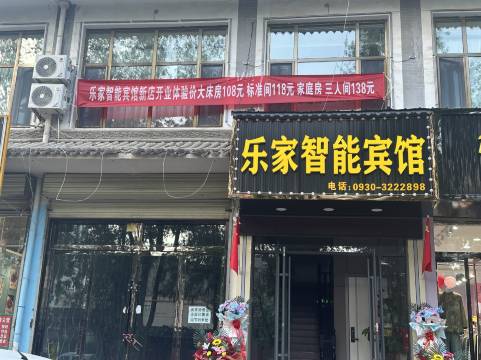 乐家智能宾馆新店开业体验价大床房108元 标准间118元 家庭房 三人间138元
乐家智能宾馆
电话:0930-3222898